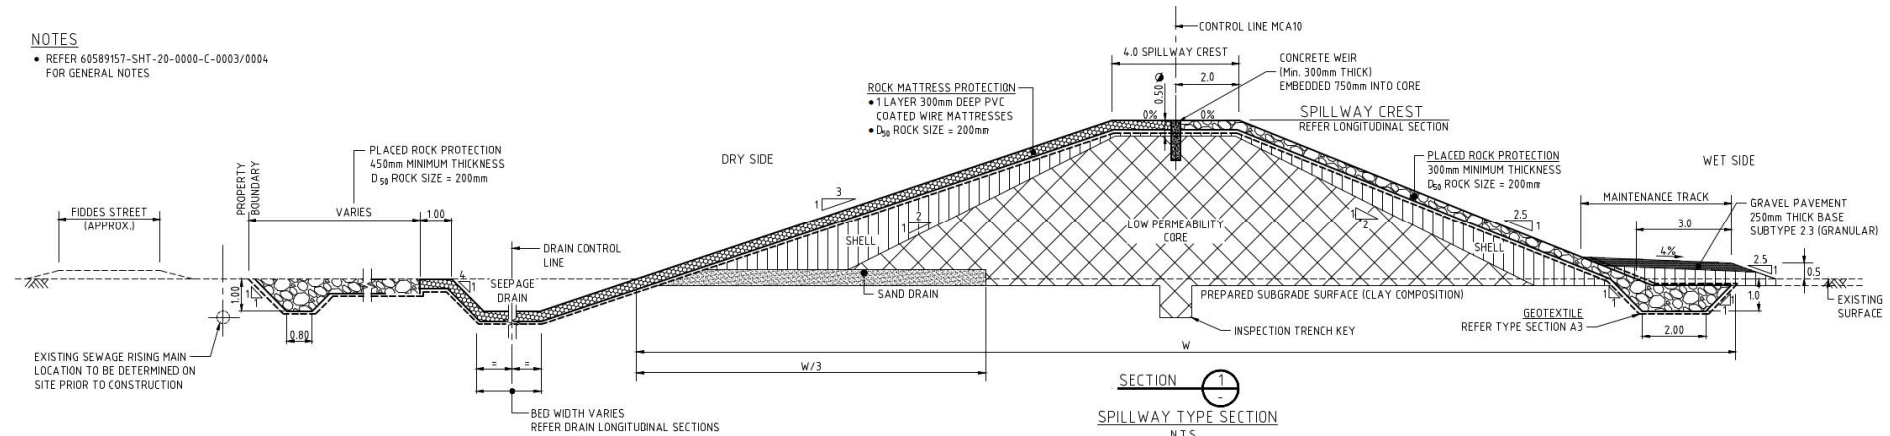 NOTES
• REFER 60589157-SHT-20-0000-C-0003/0004
FOR GENERAL NOTES
CONTROL LINE MCA10
4.0 SPILLWAY CREST
2.0
0.50
CONCRETE WEIR
(Min. 300mm THICK)
EMBEDDED 750mm INTO CORE
ROCK MATTRESS PROTECTION
• 1 LAYER 300mm DEEP PVC
COATED WIRE MATTRESSES
• D50 ROCK SIZE = 200mm
0%
0%
SPILLWAY CREST
REFER LONGITUDINAL SECTION
PLACED ROCK PROTECTION
450mm MINIMUM THICKNESS
D50 ROCK SIZE = 200mm
DRY SIDE
PLACED ROCK PROTECTION
300mm MINIMUM THICKNESS
D50 ROCK SIZE = 200mm
WET SIDE
PROPERTY
BOUNDARY
VARIES
1.00
FIDDES STREET
(APPROX.)
3
1
2
1
MAINTENANCE TRACK
3.0
GRAVEL PAVEMENT
250mm THICK BASE
SUBTYPE 2.3 (GRANULAR)
LOW PERMEABILITY
CORE
1
2
2.5
1
SHELL
SHELL
4%
2.5
1
0.5
DRAIN CONTROL
LINE
SEEPAGE
DRAIN
4
1
1.00
1
1
0.80
SAND DRAIN
PREPARED SUBGRADE SURFACE (CLAY COMPOSITION)
INSPECTION TRENCH KEY
GEOTEXTILE
REFER TYPE SECTION A3
1
1
1
1
1.0
2.00
EXISTING
SURFACE
EXISTING SEWAGE RISING MAIN
LOCATION TO BE DETERMINED ON
SITE PRIOR TO CONSTRUCTION
= =
W
W/3
BED WIDTH VARIES
REFER DRAIN LONGITUDINAL SECTIONS
SECTION 1
-
SPILLWAY TYPE SECTION
N.T.S